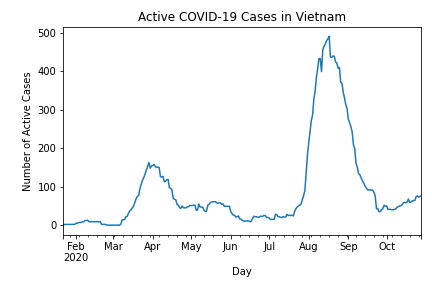 Active COVID-19 Cases in Vietnam
500
400
300
200
100
0
Number of Active Cases
Feb Mar Apr May Jun Jul Aug Sep Oct
2020
Day